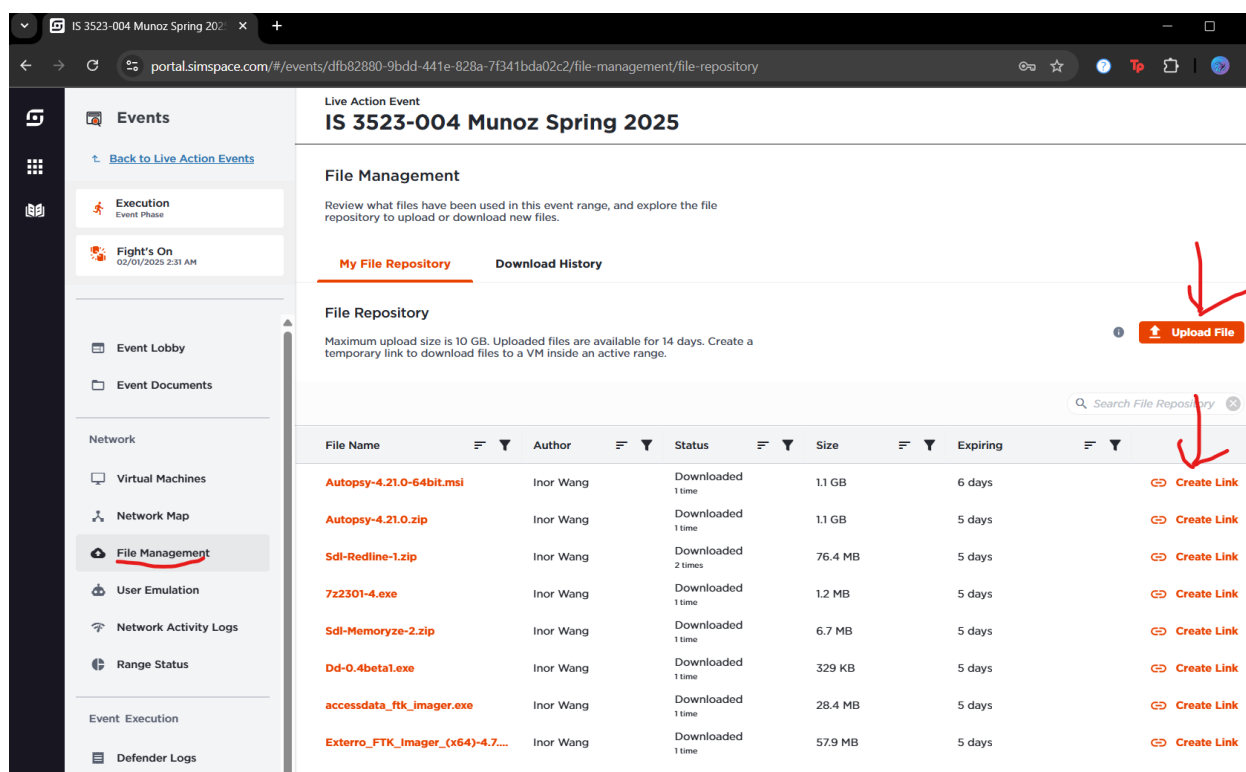 IS 3523-004 Munoz Spring 202
portal.simspace.com/#/events/dfb82880-9bdd-441e-828a-7f341bda02c2/file-management/file-repository
Tp
Events
Back to Live Action Events
Execution
Event Phase
Fight's On
02/01/2025 2:31 AM
Event Lobby
Event Documents
Network
Virtual Machines
Network Map
File Management
User Emulation
Network Activity Logs
Range Status
Event Execution
Defender Logs
Live Action Event
IS 3523-004 Munoz Spring 2025
File Management
Review what files have been used in this event range, and explore the file
repository to upload or download new files.
My File Repository Download History
File Repository
Maximum upload size is 10 GB. Uploaded files are available for 14 days. Create a
temporary link to download files to a VM inside an active range.
Upload File
Search File Repository
File Name Author Status Size Expiring
Autopsy-4.21.0-64bit.msi Inor Wang Downloaded 1.1 GB 6 days Create Link
1 time
Autopsy-4.21.0.zip Inor Wang Downloaded 1.1 GB 5 days Create Link
1 time
Sdl-Redline-1.zip Inor Wang Downloaded 76.4 MB 5 days Create Link
2 times
7z2301-4.exe Inor Wang Downloaded 1.2 MB 5 days Create Link
1 time
Sdl-Memoryze-2.zip Inor Wang Downloaded 6.7 MB 5 days Create Link
1 time
Dd-0.4beta1.exe Inor Wang Downloaded 329 KB 5 days Create Link
1 time
accessdata_ftk_imager.exe Inor Wang Downloaded 28.4 MB 5 days Create Link
1 time
Exterro_FTK_Imager_(x64)-4.7.... Inor Wang Downloaded 57.9 MB 5 days Create Link
1 time